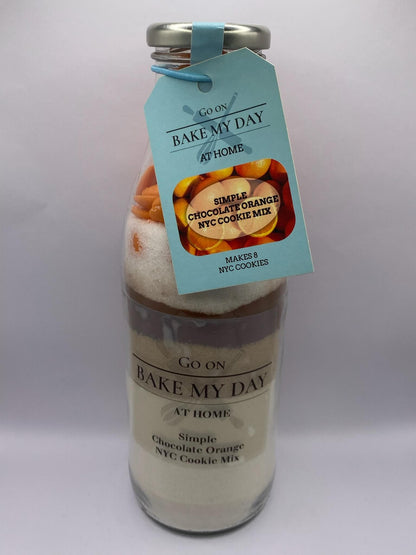 Go on
BAKE MY DAY
AT HOME
SIMPLE
CHOCOLATE ORANGE
NYC COOKIE MIX
MAKES 8
NYC COOKIES
Go on
BAKE MY DAY
AT HOME
Simple
Chocolate Orange
NYC Cookie Mix